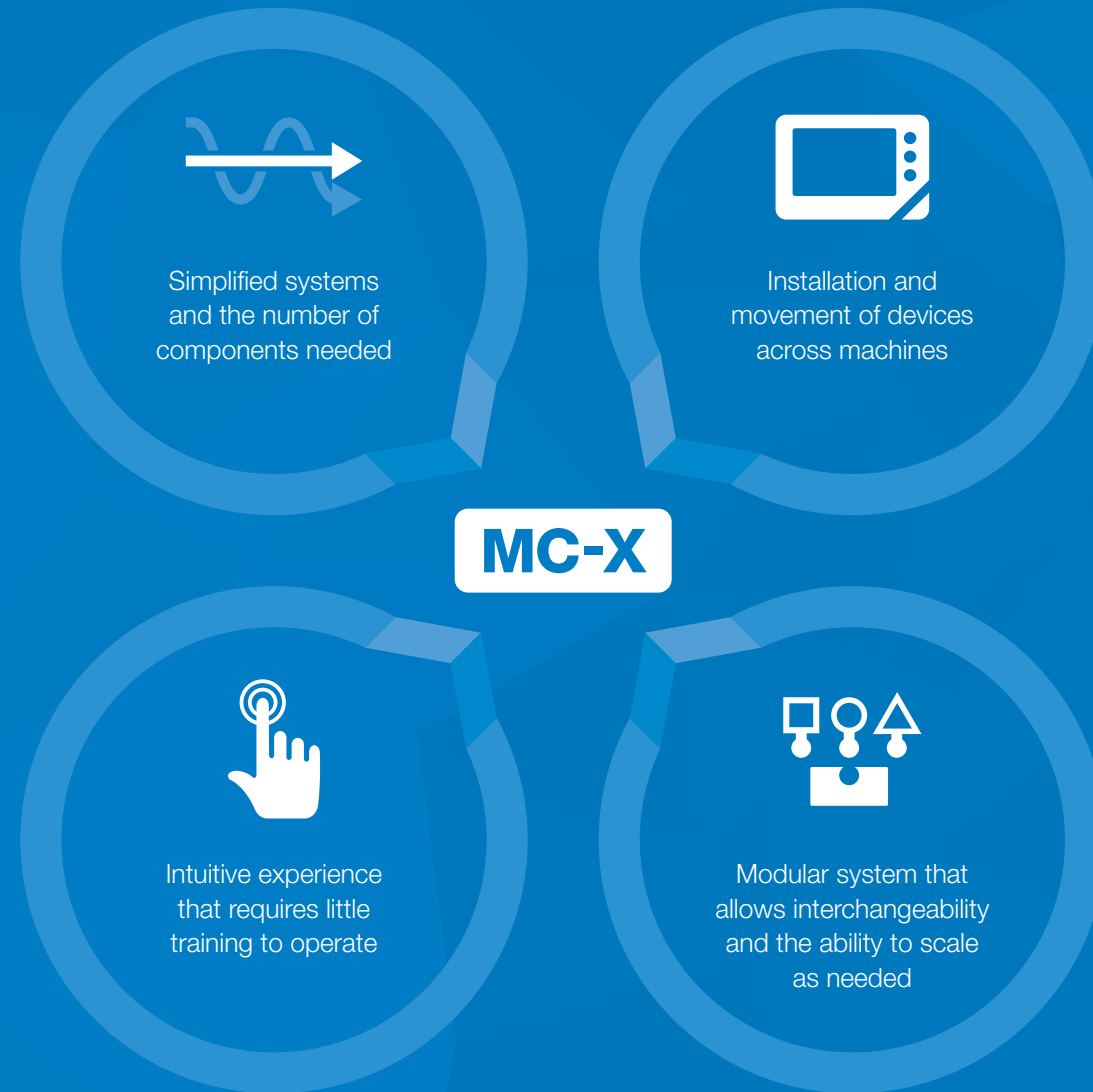 Simplified systems
and the number of
components needed
Installation and
movement of devices
across machines
MC-X
Intuitive experience
that requires little
training to operate
Modular system that
allows interchangeability
and the ability to scale
as needed